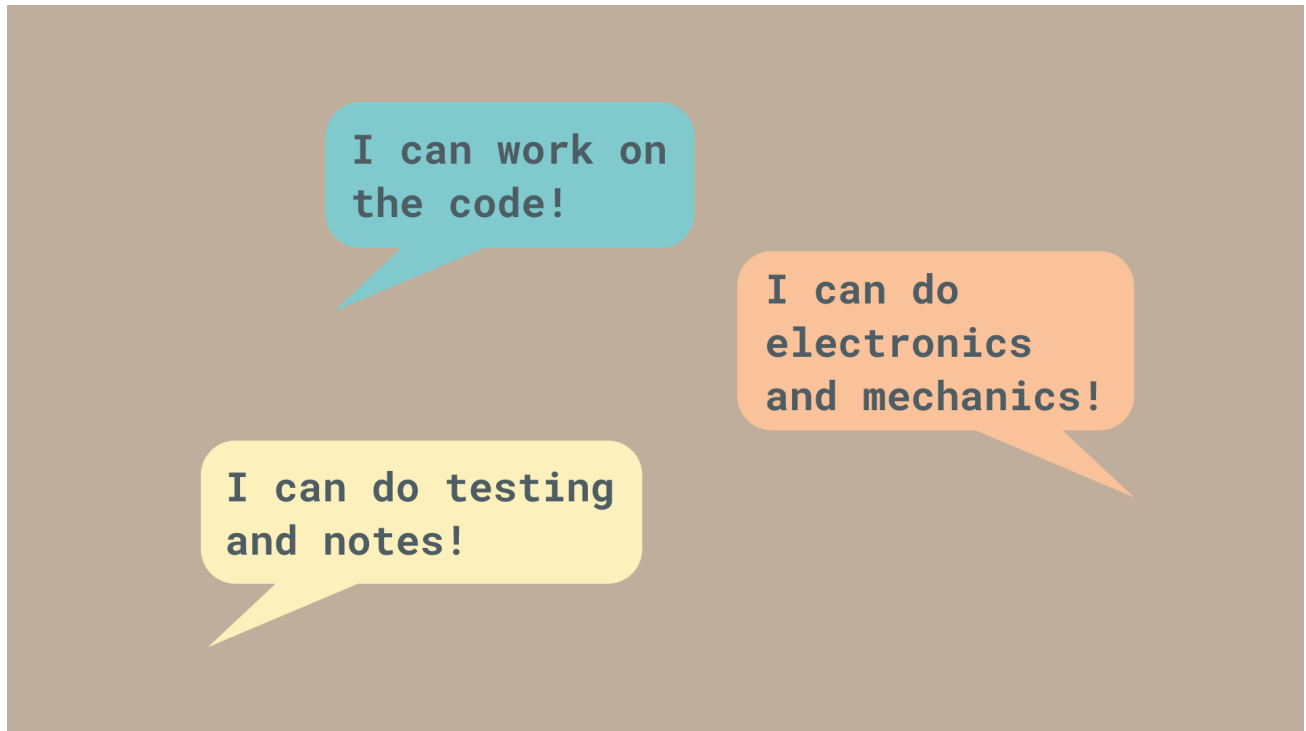 I can work on
the code!
I can do
electronics
and mechanics!
I can do testing
and notes!